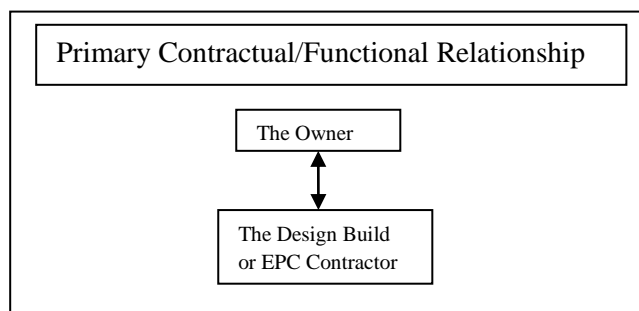 Primary Contractual/Functional Relationship
The Owner
The Design Build
or EPC Contractor